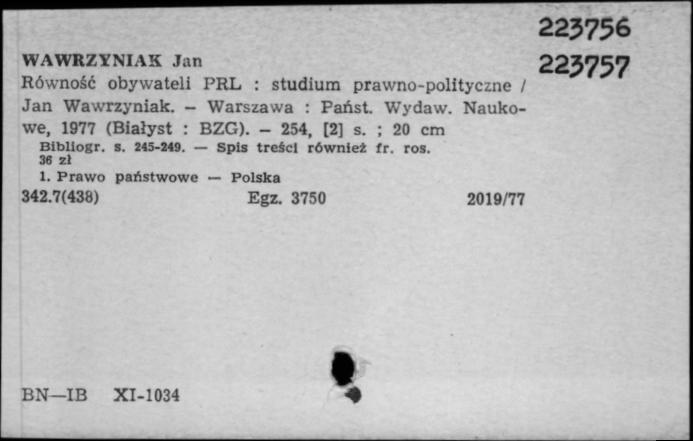 223756
223757
WAWRZYNIAK Jan
Równość obywateli PRL : studium prawno-polityczne /
Jan Wawrzyniak. — Warszawa : Państ. Wydaw. Nauko-
we, 1977 (Białyst : BZG). — 254, [2] s. ; 20 cm
Bibliogr. s. 245-249. — Spis treści również fr. ros.
36 zł
1. Prawo państwowe — Polska
342.7(438) Egz. 3750 2019/77
BN—IB XI-1034